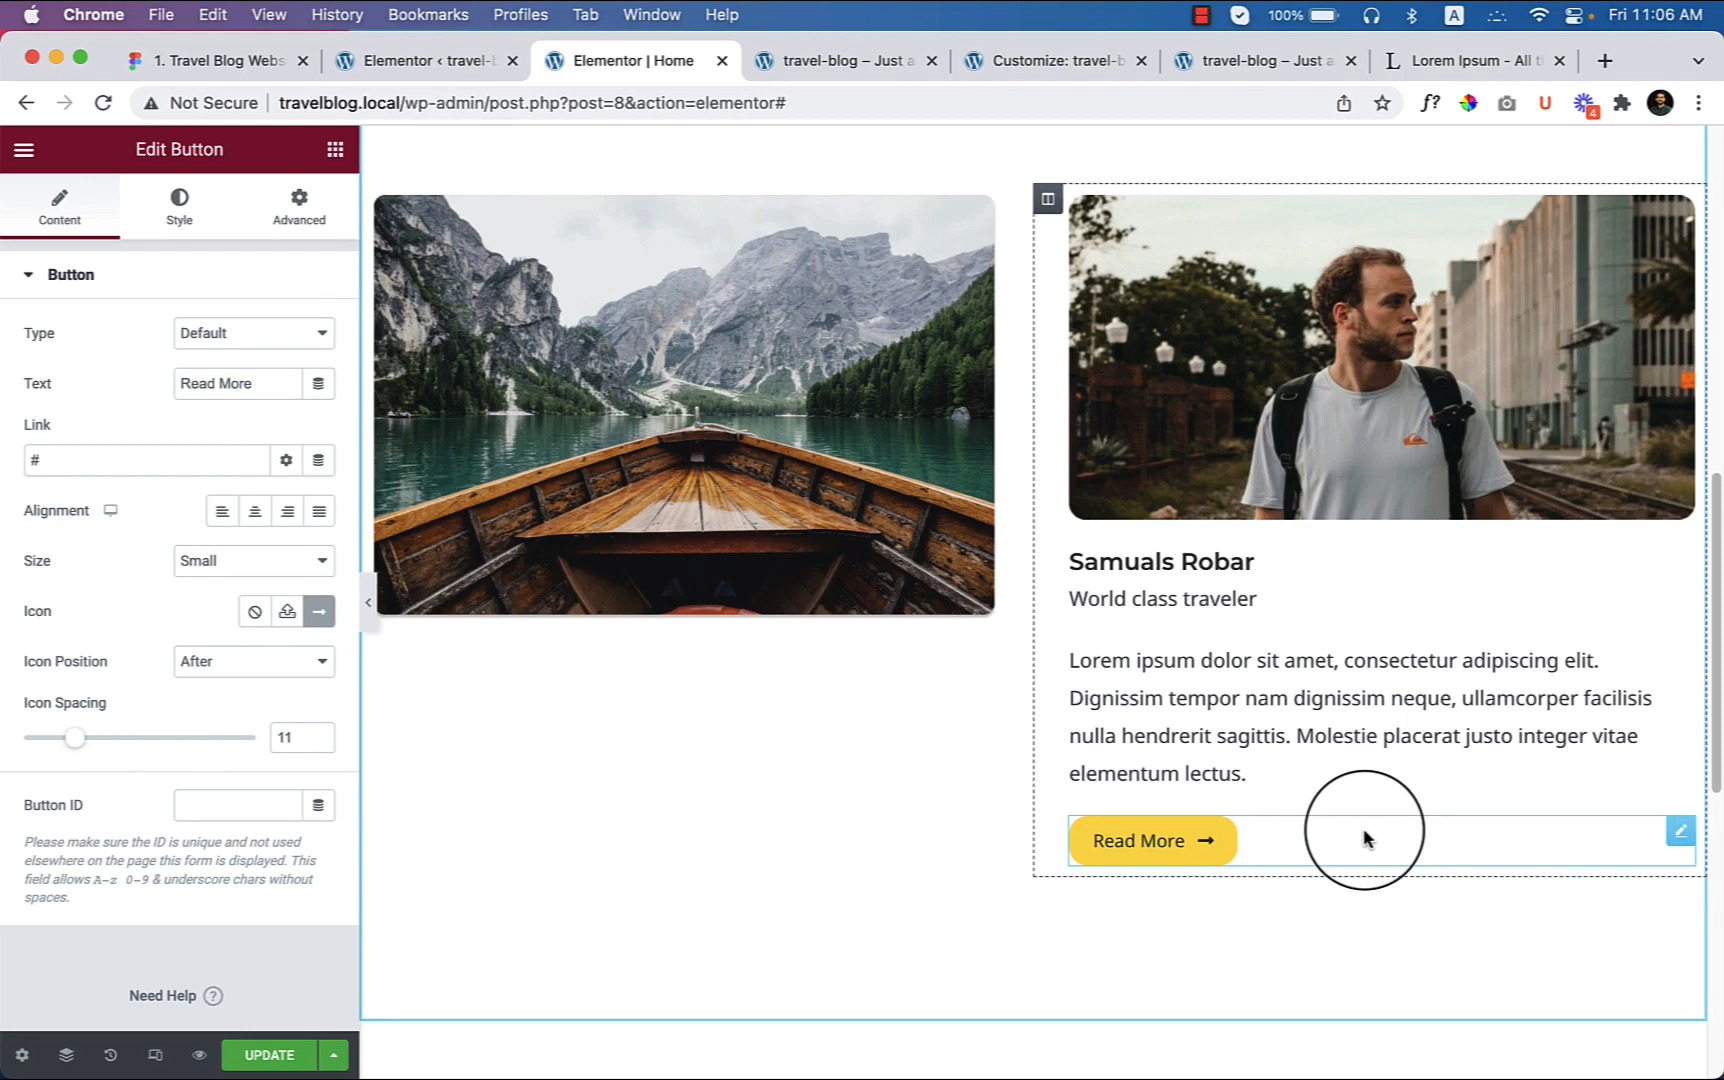 Chrome File Edit View History Bookmarks Profiles Tab Window Help 100% A Fri 11:06 AM
1. Travel Blog Webs Elementor ‹ travel-b Elementor | Home travel-blog – Just a Customize: travel-b travel-blog – Just a Lorem Ipsum - All t
Not Secure travelblog.local/wp-admin/post.php?post=8&action=elementor# f? U 4
Edit Button
Content Style Advanced
Button
Type Default
Text Read More
Link
#
Alignment
Size Small
Icon
Icon Position After
Icon Spacing
11
Button ID
Please make sure the ID is unique and not used
elsewhere on the page this form is displayed. This
field allows A-z 0-9 & underscore chars without
spaces.
Need Help ?
UPDATE
Samuals Robar
World class traveler
Lorem ipsum dolor sit amet, consectetur adipiscing elit.
Dignissim tempor nam dignissim neque, ullamcorper facilisis
nulla hendrerit sagittis. Molestie placerat justo integer vitae
elementum lectus.
Read More